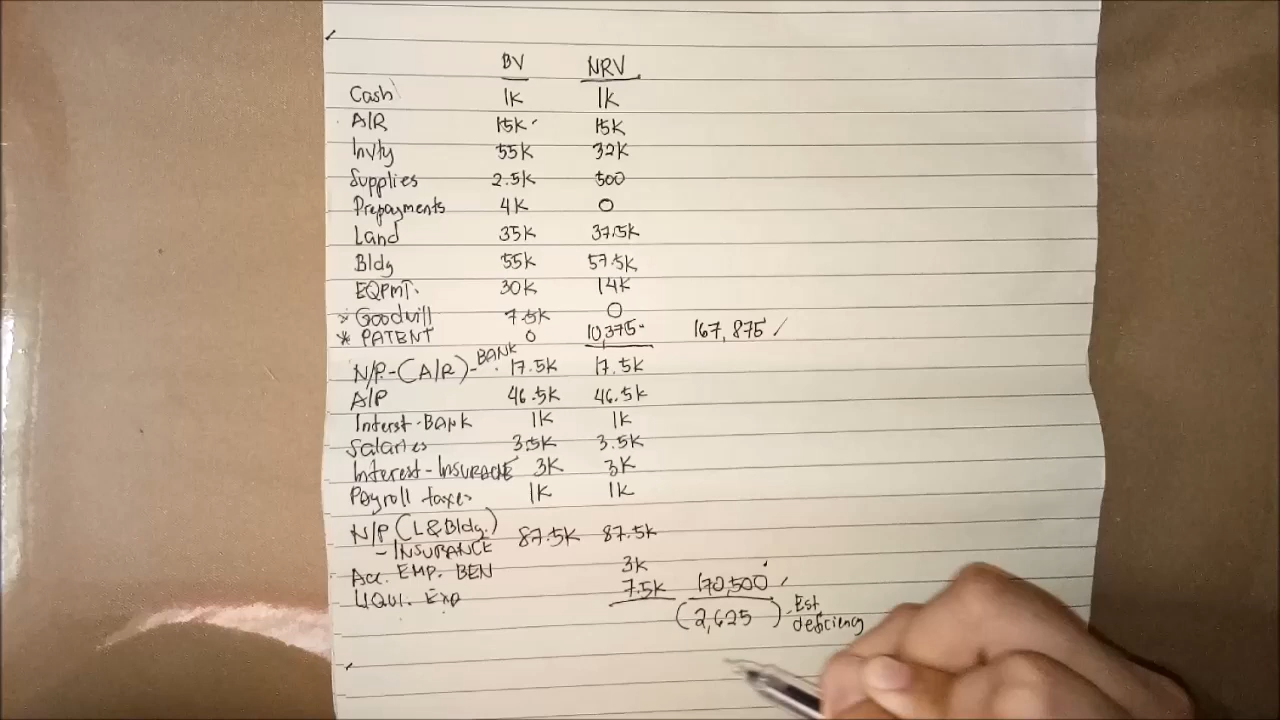 BV NRV
Cash 1K 1K
A/R 15K 15K
Invty 55K 32K
Supplies 2.5K 500
Prepayments 4K 0
Land 35K 37.5K
Bldg 55K 57.5K
EQPMT. 30K 14K
* Goodwill 7.5K 0
* PATENT 0 10,375 167,875 /
N/P-(A/R)-BANK 17.5K 17.5K
A/P 46.5K 46.5K
Interst-BANK 1K 1K
Salaries 3.5K 3.5K
Interest-INSURACNE 3K 3K
Payroll taxes 1K 1K
N/P (L&Bldg.) 87.5K 87.5K
- INSURANCE
Acc. EMP. BEN 3K
LIQUI. EXP 7.5K 170,500 /
(2,625) Est
deficiency